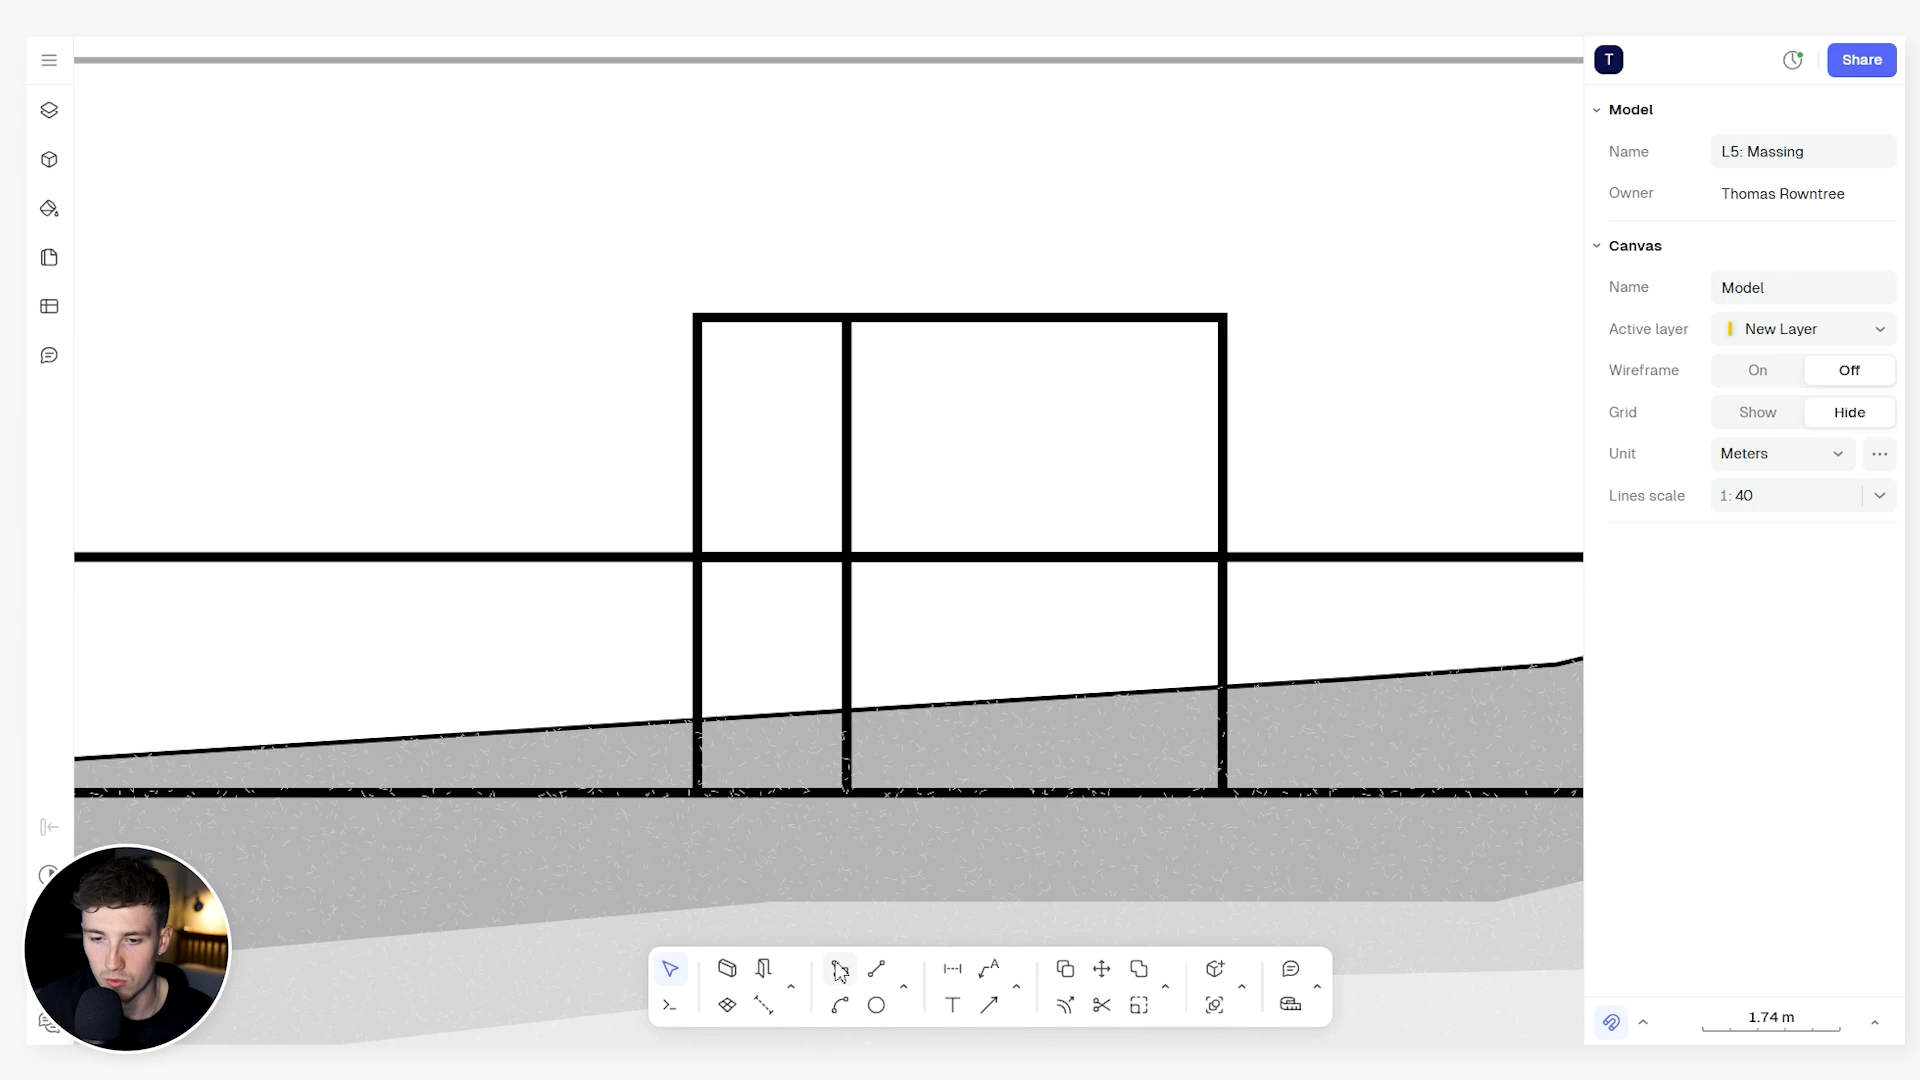 T
Share
Model
Name L5: Massing
Owner Thomas Rowntree
Canvas
Name Model
Active layer New Layer
Wireframe On Off
Grid Show Hide
Unit Meters
Lines scale 1: 40
1.74 m